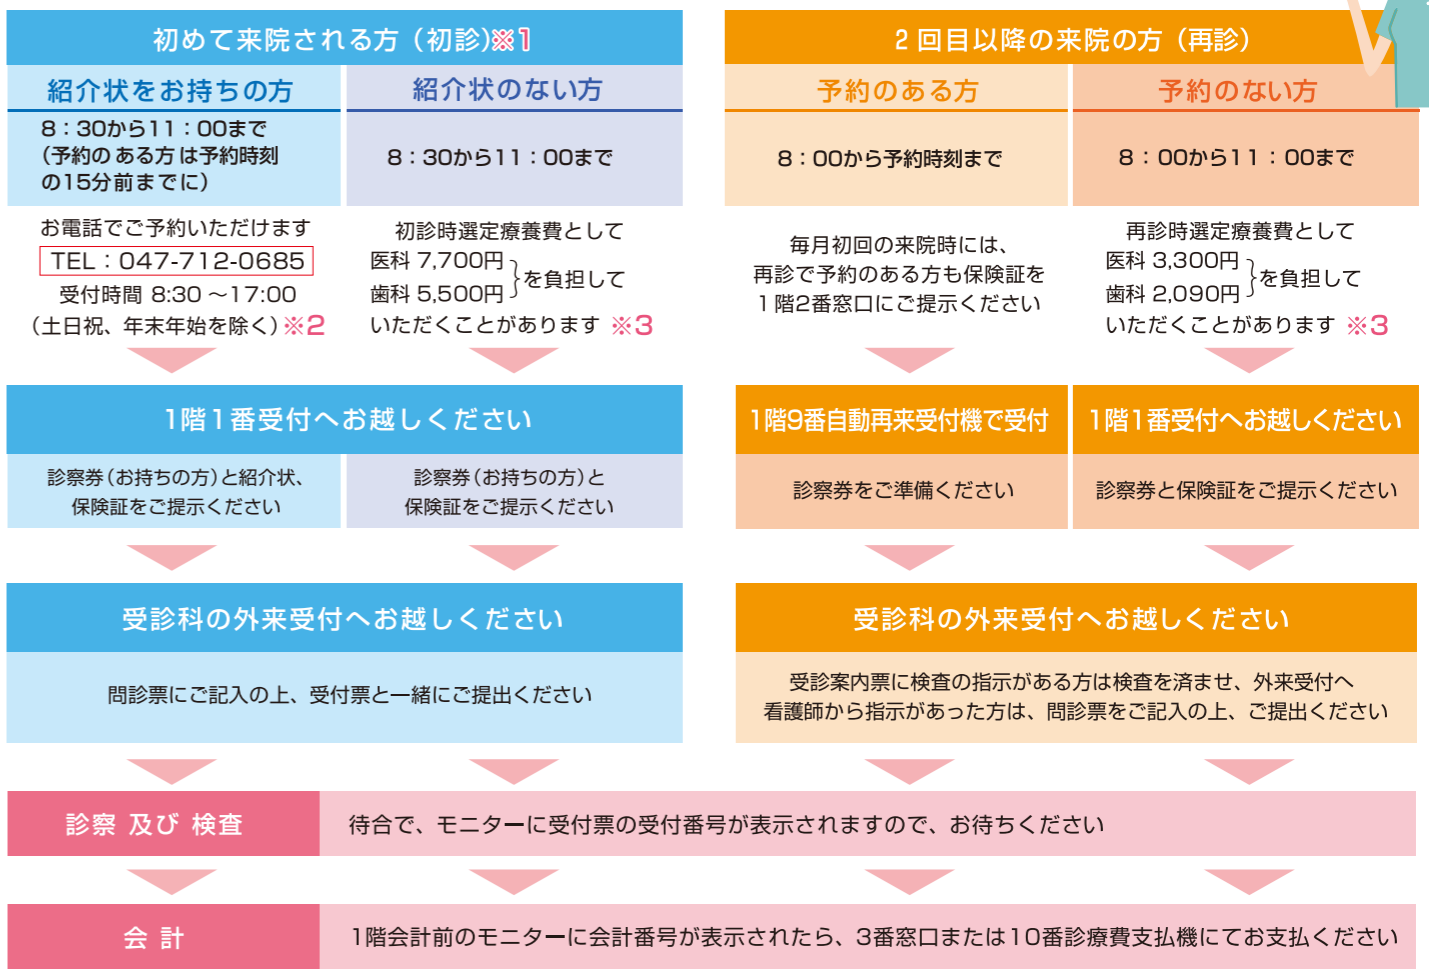 初めて来院される方（初診）※1
紹介状をお持ちの方
8：30から11：00まで
（予約のある方は予約時刻
の15分前までに）
お電話でご予約いただけます
TEL：047-712-0685
受付時間 8:30 ～17:00
（土日祝、年末年始を除く）※2
紹介状のない方
8：30から11：00まで
初診時選定療養費として
医科 7,700円
歯科 5,500円
を負担して
いただくことがあります ※3
1階1番受付へお越しください
診察券（お持ちの方）と紹介状、
保険証をご提示ください
診察券（お持ちの方）と
保険証をご提示ください
受診科の外来受付へお越しください
問診票にご記入の上、受付票と一緒にご提出ください
2回目以降の来院の方（再診）
予約のある方
8：00から予約時刻まで
毎月初回の来院時には、
再診で予約のある方も保険証を
1階2番窓口にご提示ください
予約のない方
8：00から11：00まで
再診時選定療養費として
医科 3,300円
歯科 2,090円
を負担して
いただくことがあります ※3
1階9番自動再来受付機で受付
診察券をご準備ください
1階1番受付へお越しください
診察券と保険証をご提示ください
受診科の外来受付へお越しください
受診案内票に検査の指示がある方は検査を済ませ、外来受付へ
看護師から指示があった方は、問診票をご記入の上、ご提出ください
診察 及び 検査
待合で、モニターに受付票の受付番号が表示されますので、お待ちください
会 計
1階会計前のモニターに会計番号が表示されたら、3番窓口または10番診療費支払機にてお支払ください